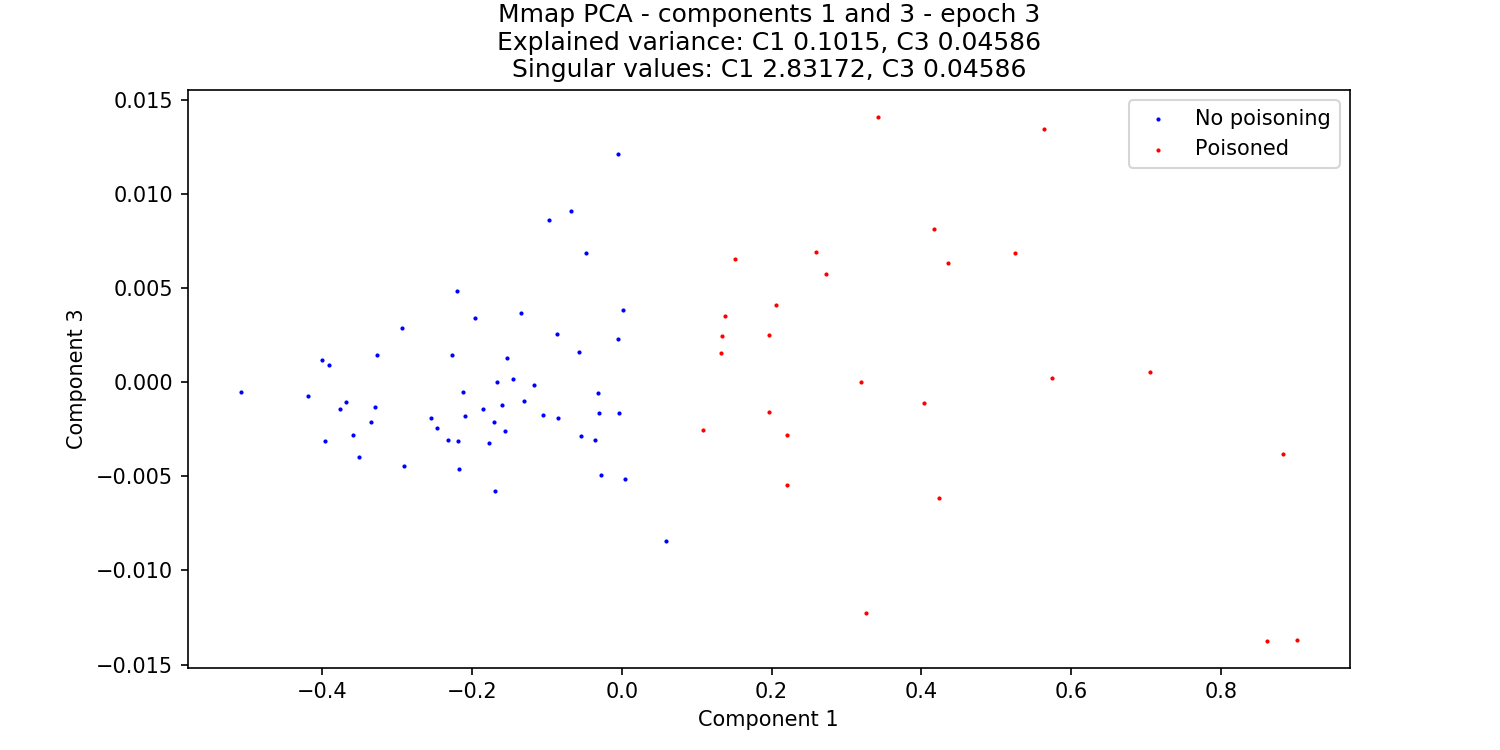 Mmap PCA - components 1 and 3 - epoch 3
Explained variance: C1 0.1015, C3 0.04586
Singular values: C1 2.83172, C3 0.04586
No poisoning
Poisoned
0.015
0.010
0.005
0.000
−0.005
−0.010
−0.015
Component 3
−0.4
−0.2
0.0
0.2
0.4
0.6
0.8
Component 1